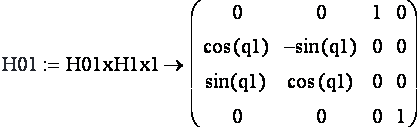 H01 := H01xH1x1 → ( 0 0 1 0
cos(q1) −sin(q1) 0 0
sin(q1) cos(q1) 0 0
0 0 0 1 )